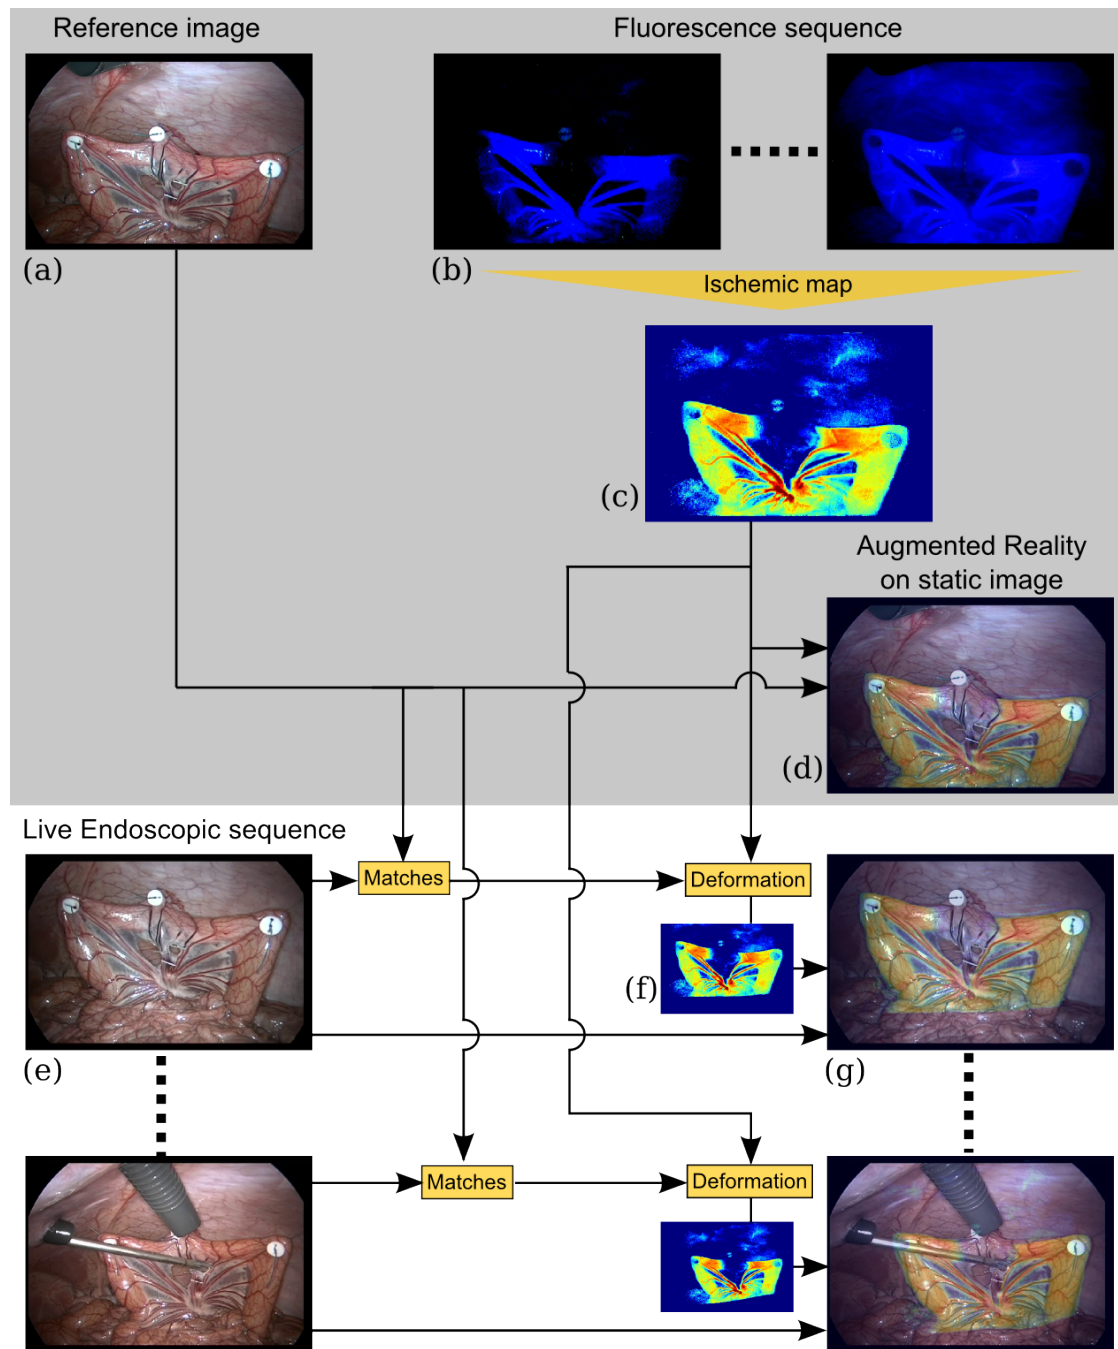 Reference image
Fluorescence sequence
(a)
(b)
Ischemic map
(c)
Augmented Reality
on static image
(d)
Live Endoscopic sequence
Matches
Deformation
(f)
(e)
(g)
Matches
Deformation